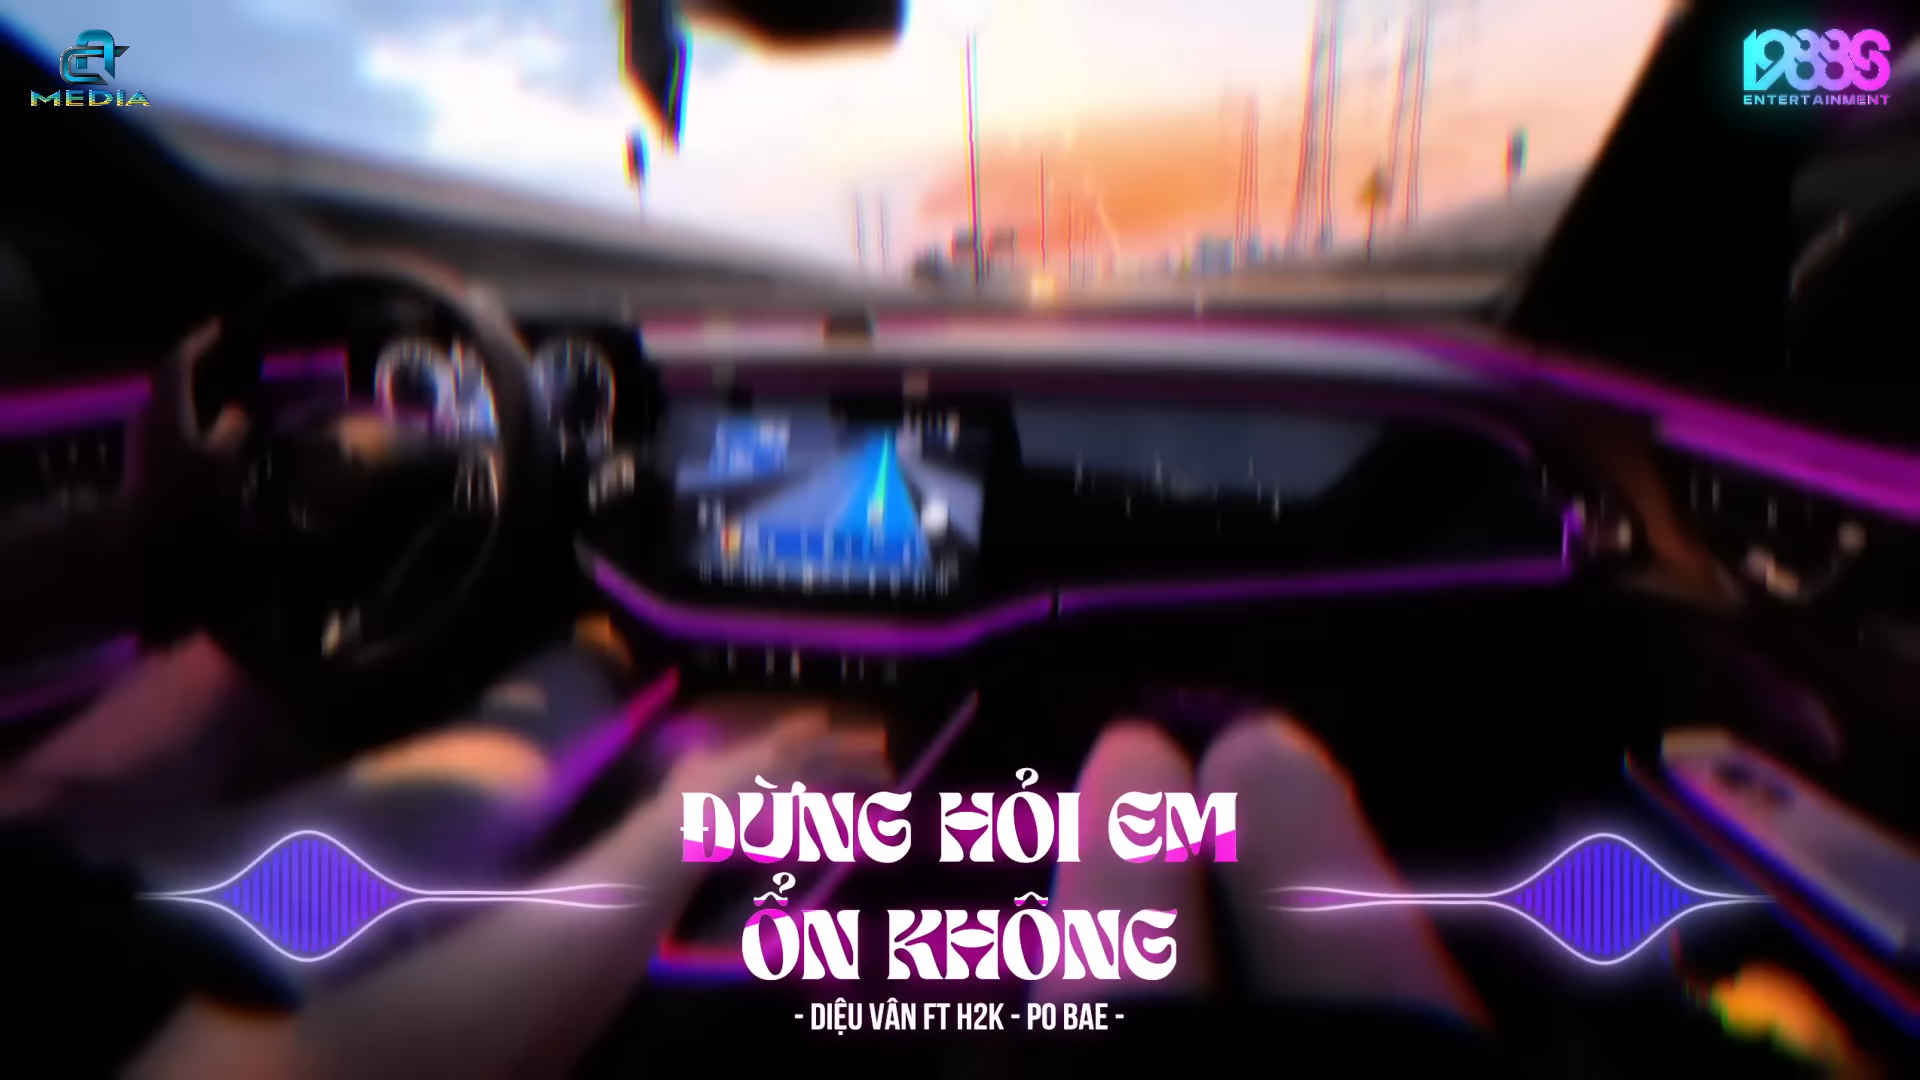 MEDIA
1988S
ENTERTAINMENT
ĐỪNG HỎI EM
ỔN KHÔNG
- DIỆU VÂN FT H2K - PO BAE -